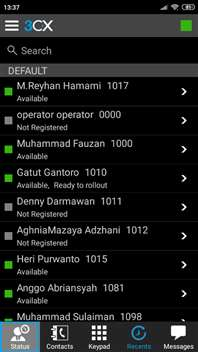 13:37
3CX
Search
DEFAULT
M.Reyhan Hamami 1017
Available
operator operator 0000
Not Registered
Muhammad Fauzan 1000
Available
Gatut Gantoro 1010
Available, Ready to rollout
Denny Darmawan 1011
Not Registered
AghniaMazaya Adzhani 1012
Not Registered
Heri Purwanto 1015
Available
Anggo Abriansyah 1081
Available
Muhammad Sulaiman 1098
Status
Contacts
Keypad
Recents
Messages